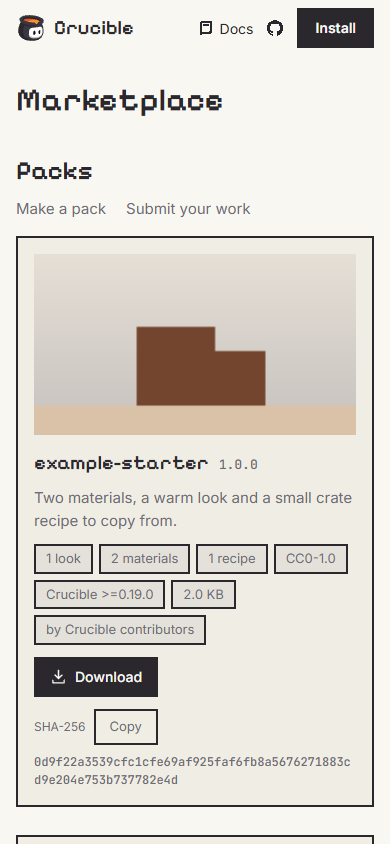 Crucible Docs Install
Marketplace
Packs
Make a pack Submit your work
example-starter 1.0.0
Two materials, a warm look and a small crate
recipe to copy from.
1 look 2 materials 1 recipe CC0-1.0
Crucible >=0.19.0 2.0 KB
by Crucible contributors
Download
SHA-256 Copy
0d9f22a3539cfc1cfe69af925faf6fb8a5676271883c
d9e204e753b737782e4d